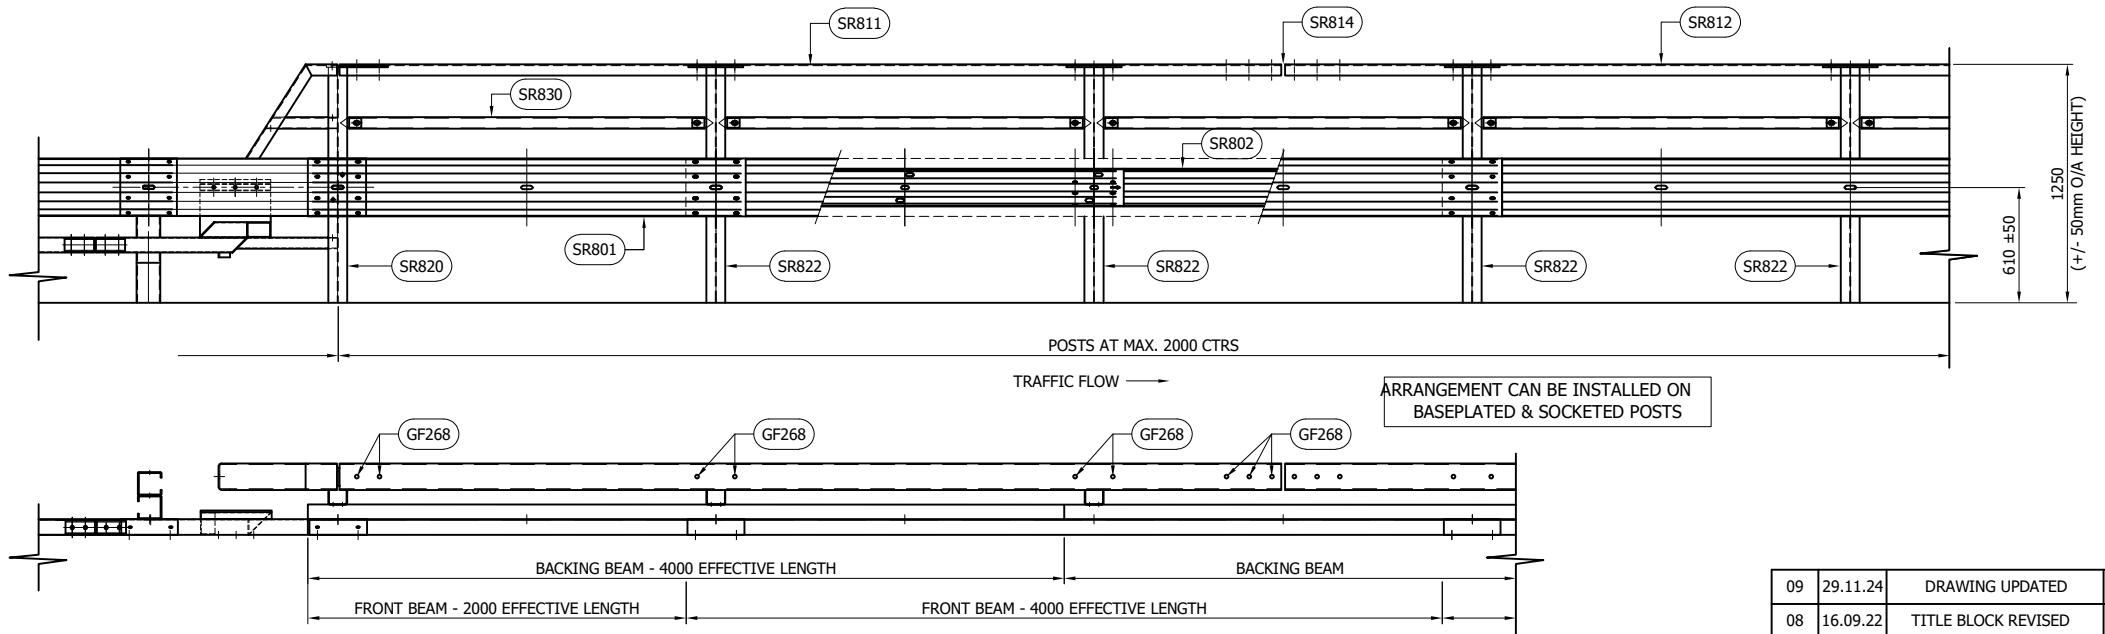 SR811
SR814
SR812
SR830
SR802
SR801
SR820
SR822
SR822
SR822
SR822
610 ±50
1250
(+/- 50mm O/A HEIGHT)
POSTS AT MAX. 2000 CTRS
TRAFFIC FLOW
ARRANGEMENT CAN BE INSTALLED ON
BASEPLATED & SOCKETED POSTS
GF268
GF268
GF268
GF268
BACKING BEAM - 4000 EFFECTIVE LENGTH
BACKING BEAM
FRONT BEAM - 2000 EFFECTIVE LENGTH
FRONT BEAM - 4000 EFFECTIVE LENGTH
09 29.11.24 DRAWING UPDATED
08 16.09.22 TITLE BLOCK REVISED